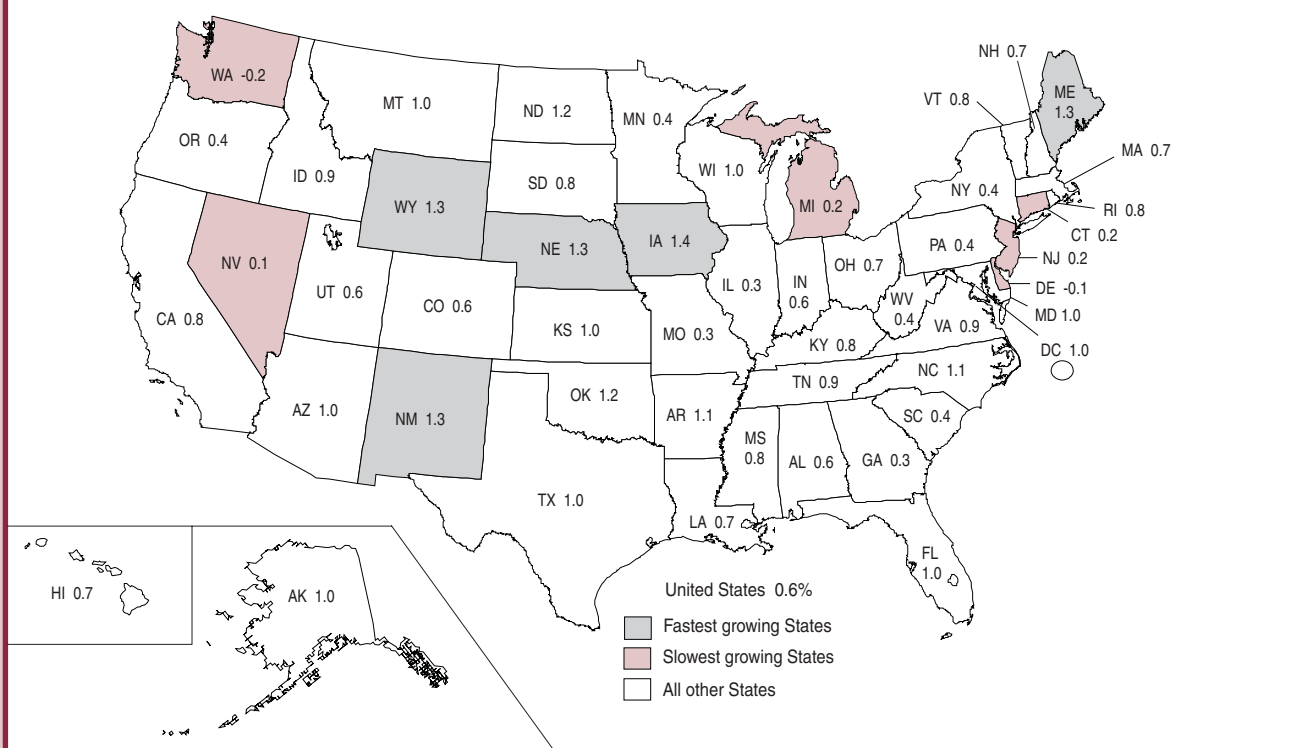 NH 0.7
WA -0.2
VT 0.8
ME
1.3
MT 1.0
ND 1.2
MN 0.4
OR 0.4
MA 0.7
ID 0.9
WI 1.0
SD 0.8
NY 0.4
WY 1.3
MI 0.2
RI 0.8
CT 0.2
NE 1.3
IA 1.4
PA 0.4
NJ 0.2
NV 0.1
OH 0.7
DE -0.1
UT 0.6
CO 0.6
IL 0.3
IN
0.6
WV
0.4
MD 1.0
CA 0.8
KS 1.0
MO 0.3
VA 0.9
KY 0.8
DC 1.0
NC 1.1
TN 0.9
OK 1.2
AZ 1.0
NM 1.3
AR 1.1
SC 0.4
MS
0.8
AL 0.6
GA 0.3
TX 1.0
LA 0.7
FL
1.0
HI 0.7
AK 1.0
United States 0.6%
Fastest growing States
Slowest growing States
All other States